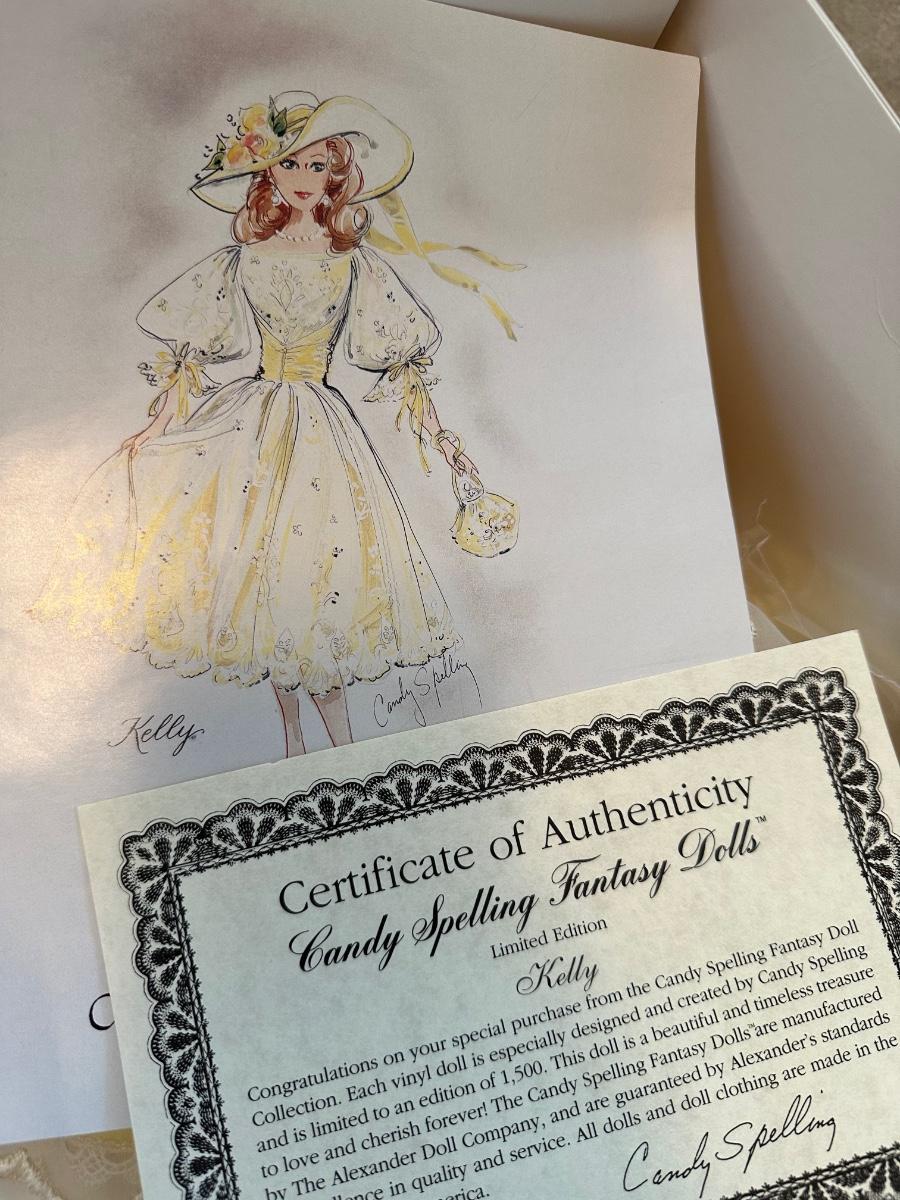 Candy Spelling
Kelly
Certificate of Authenticity
Candy Spelling Fantasy Dolls™
Limited Edition
Kelly
Congratulations on your special purchase from the Candy Spelling Fantasy Doll
Collection. Each vinyl doll is especially designed and created by Candy Spelling
and is limited to an edition of 1,500. This doll is a beautiful and timeless treasure
to love and cherish forever! The Candy Spelling Fantasy Dolls™ are manufactured
by The Alexander Doll Company, and are guaranteed by Alexander's standards
in quality and service. All dolls and doll clothing are made in the
Candy Spelling